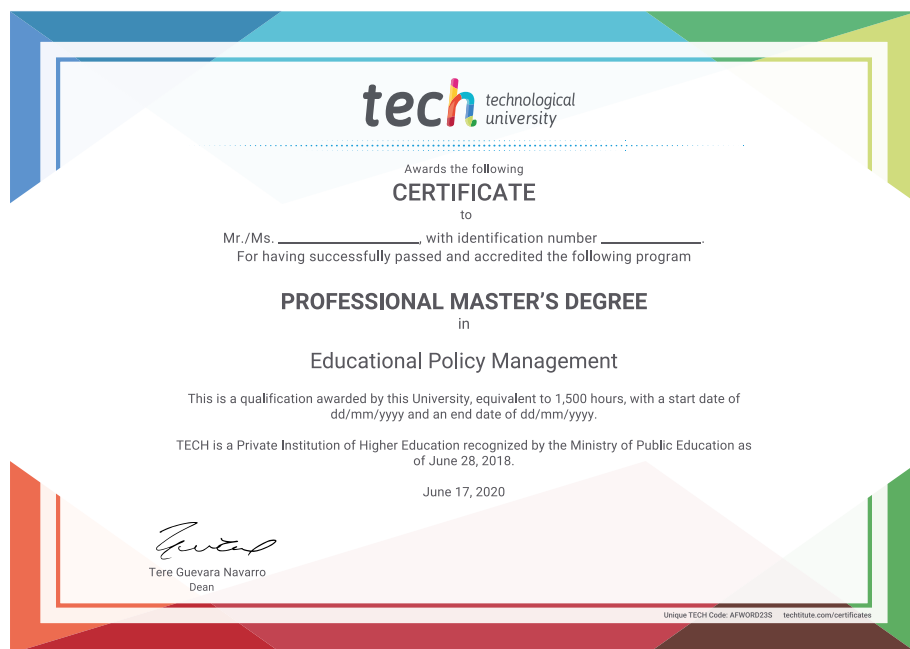 tech technological
university
Awards the following
CERTIFICATE
to
Mr./Ms. ____________, with identification number ____________.
For having successfully passed and accredited the following program
PROFESSIONAL MASTER’S DEGREE
in
Educational Policy Management
This is a qualification awarded by this University, equivalent to 1,500 hours, with a start date of
dd/mm/yyyy and an end date of dd/mm/yyyy.
TECH is a Private Institution of Higher Education recognized by the Ministry of Public Education as
of June 28, 2018.
June 17, 2020
Tere Guevara Navarro
Dean
Unique TECH Code: AFWORD23S techtitute.com/certificates